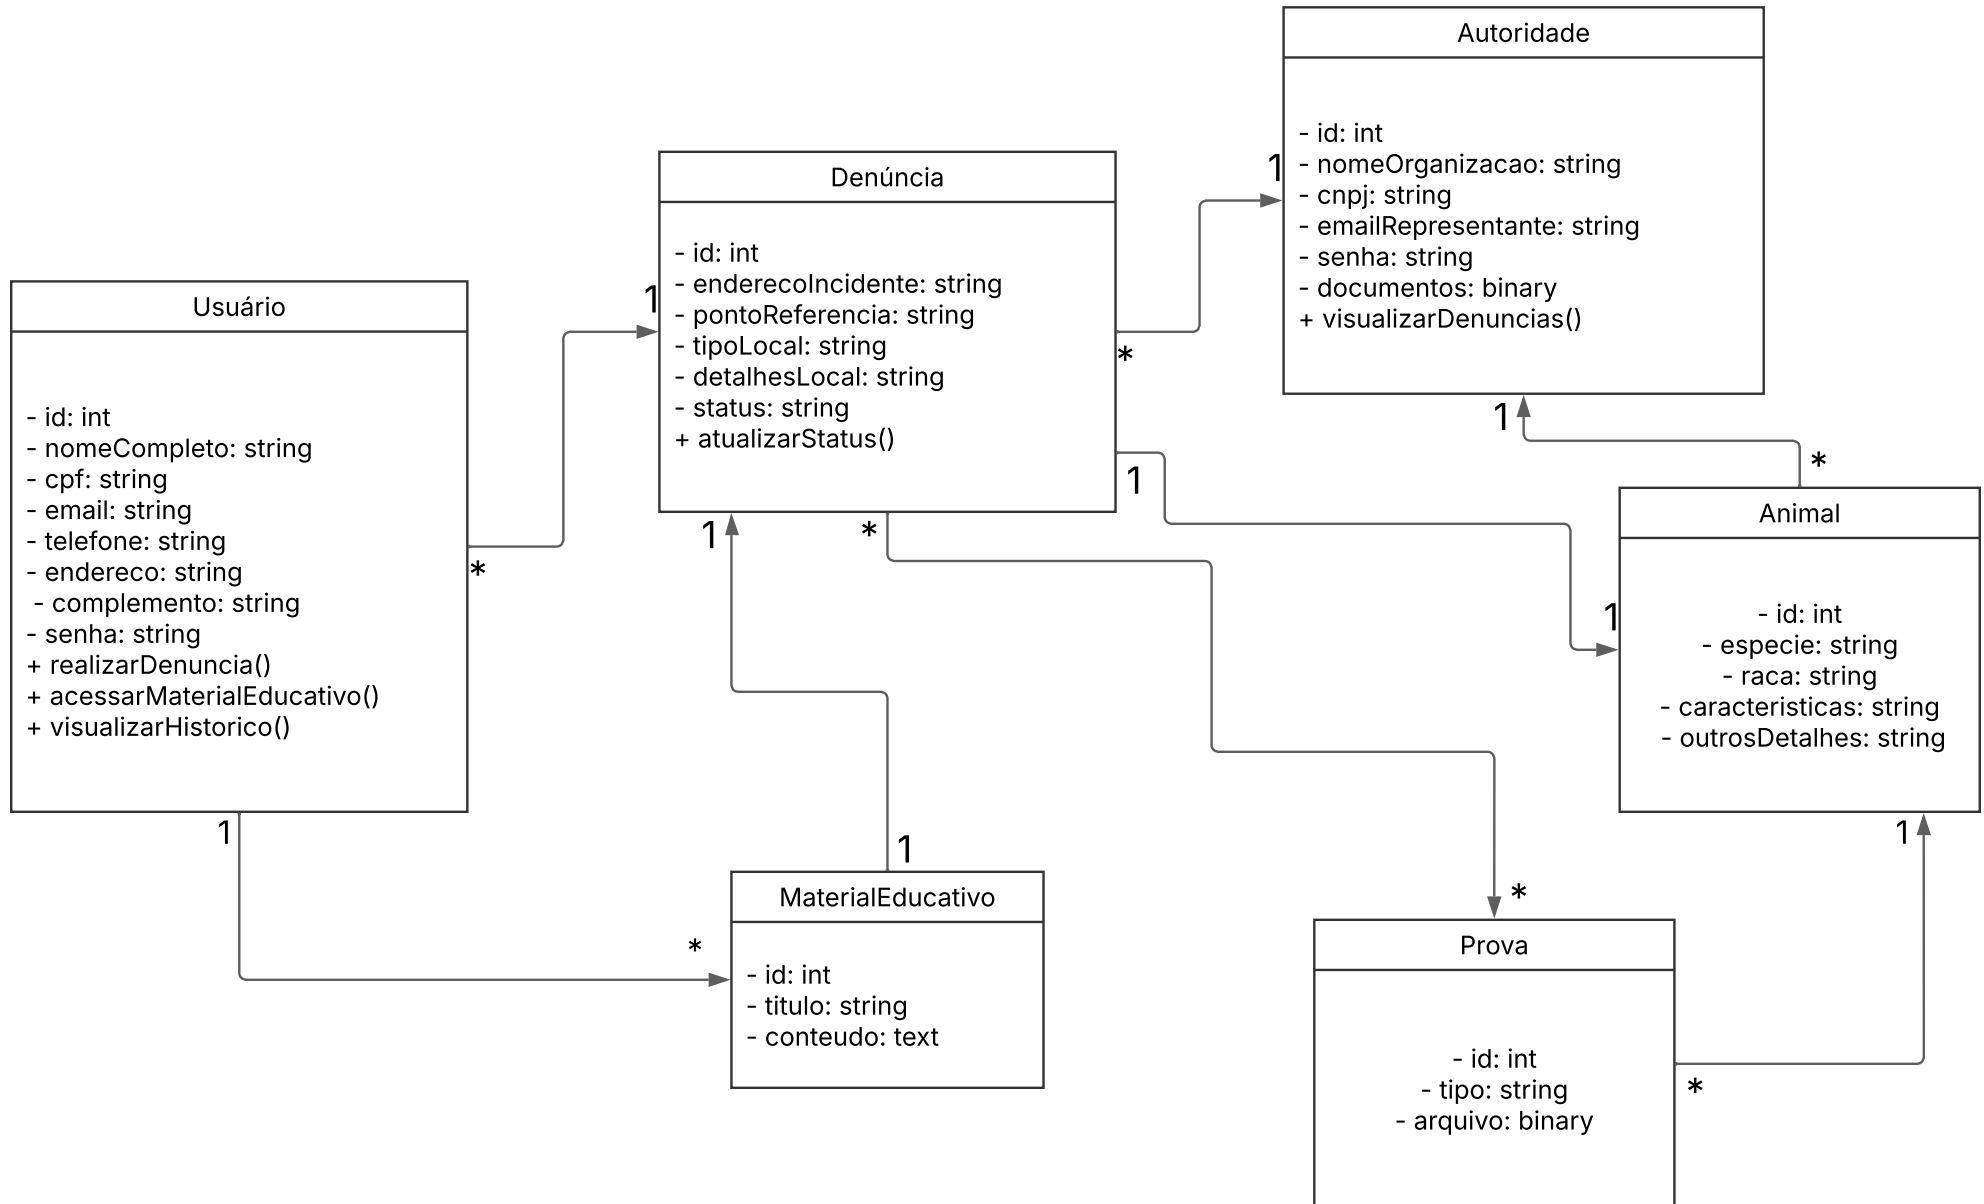 Usuário
- id: int
- nomeCompleto: string
- cpf: string
- email: string
- telefone: string
- endereco: string
- complemento: string
- senha: string
+ realizarDenuncia()
+ acessarMaterialEducativo()
+ visualizarHistorico()
*
1
1
*
Denúncia
- id: int
- enderecoIncidente: string
- pontoReferencia: string
- tipoLocal: string
- detalhesLocal: string
- status: string
+ atualizarStatus()
*
1
1
*
1
1
MaterialEducativo
- id: int
- titulo: string
- conteudo: text
Autoridade
- id: int
- nomeOrganizacao: string
- cnpj: string
- emailRepresentante: string
- senha: string
- documentos: binary
+ visualizarDenuncias()
1
*
Animal
- id: int
- especie: string
- raca: string
- caracteristicas: string
- outrosDetalhes: string
1
1
*
Prova
- id: int
- tipo: string
- arquivo: binary
*